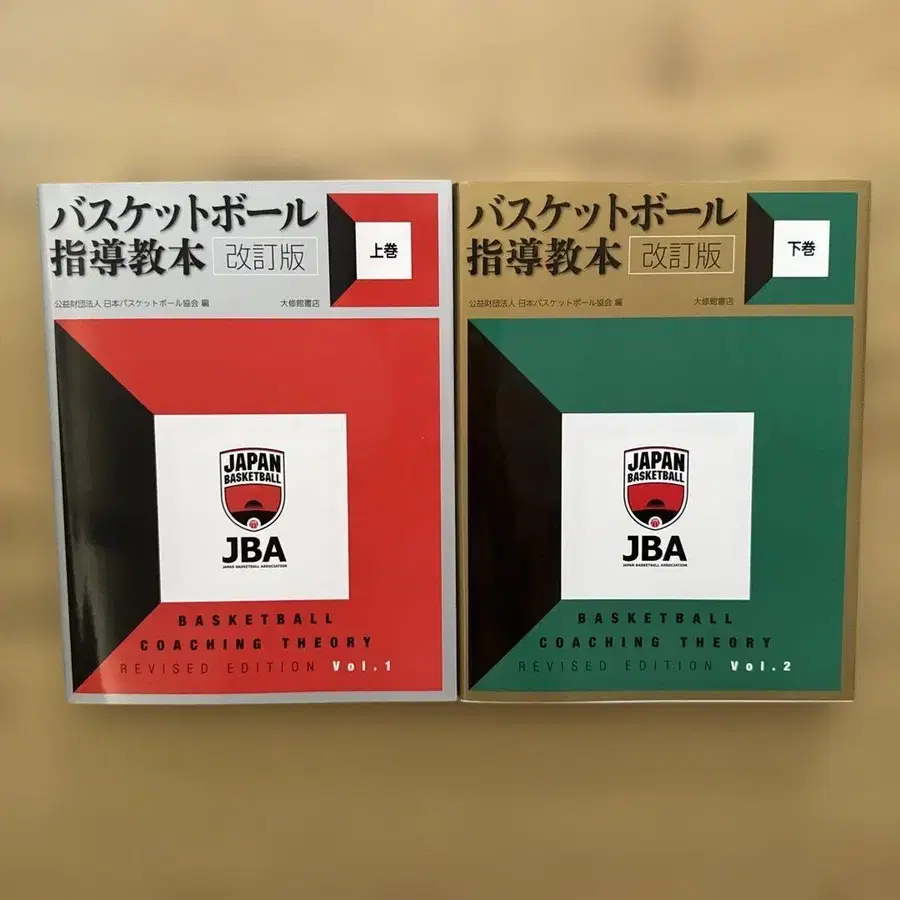 バスケットボール
指導教本 改訂版
上巻
公益財団法人 日本バスケットボール協会 編
大修館書店
JAPAN
BASKETBALL
JBA
JAPAN BASKETBALL ASSOCIATION
BASKETBALL
COACHING THEORY
REVISED EDITION Vol.1
バスケットボール
指導教本 改訂版
下巻
公益財団法人 日本バスケットボール協会 編
大修館書店
JAPAN
BASKETBALL
JBA
JAPAN BASKETBALL ASSOCIATION
BASKETBALL
COACHING THEORY
REVISED EDITION Vol.2